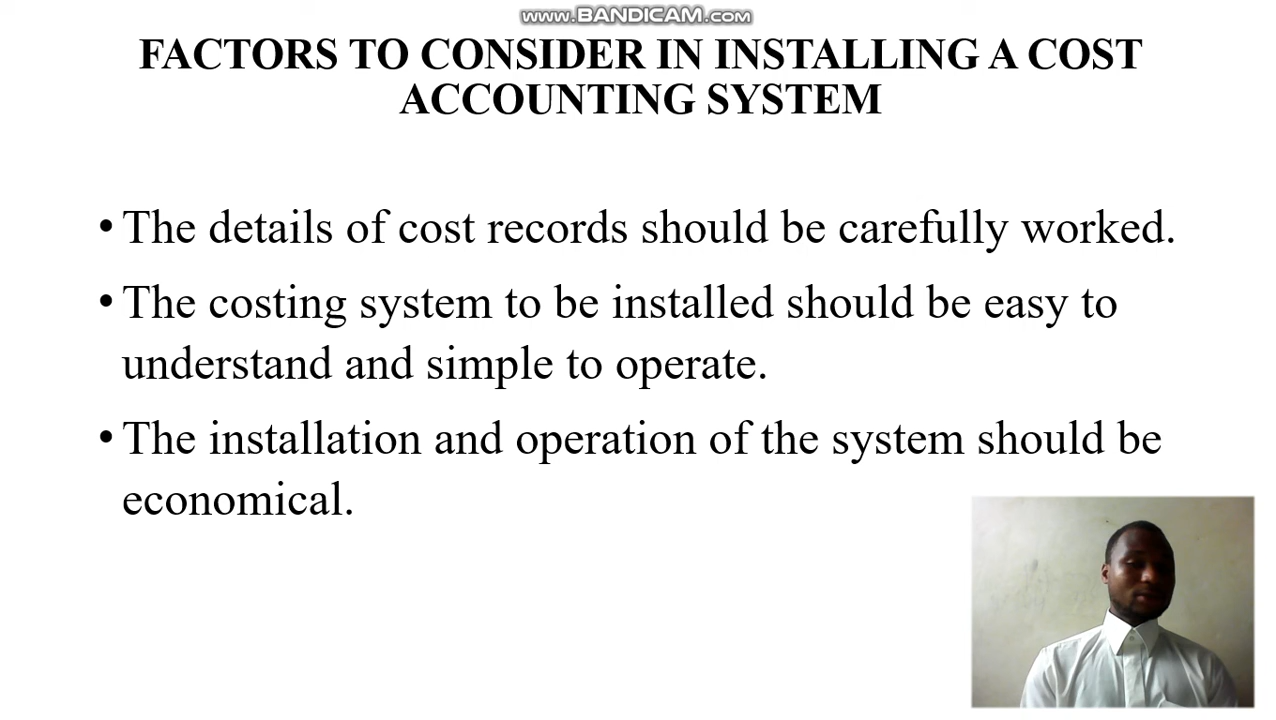 www.BANDICAM.com
FACTORS TO CONSIDER IN INSTALLING A COST
ACCOUNTING SYSTEM
• The details of cost records should be carefully worked.
• The costing system to be installed should be easy to
understand and simple to operate.
• The installation and operation of the system should be
economical.